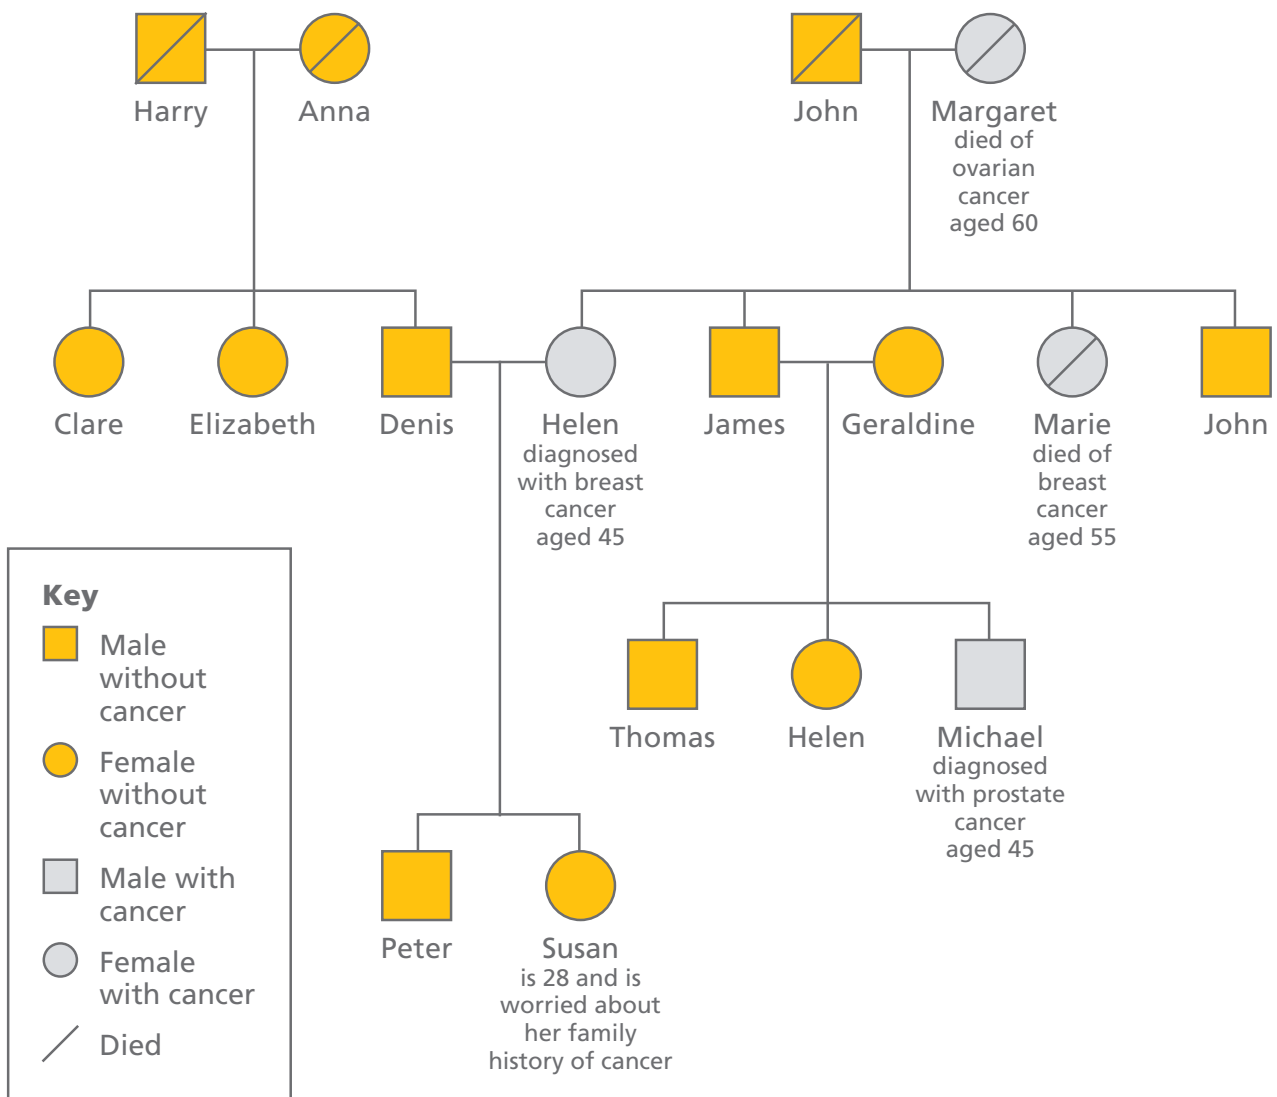 Harry
Anna
John
Margaret
died of
ovarian
cancer
aged 60
Clare
Elizabeth
Denis
Helen
diagnosed
with breast
cancer
aged 45
James
Geraldine
Marie
died of
breast
cancer
aged 55
John
Thomas
Helen
Michael
diagnosed
with prostate
cancer
aged 45
Peter
Susan
is 28 and is
worried about
her family
history of cancer
Key
Male
without
cancer
Female
without
cancer
Male with
cancer
Female
with cancer
Died